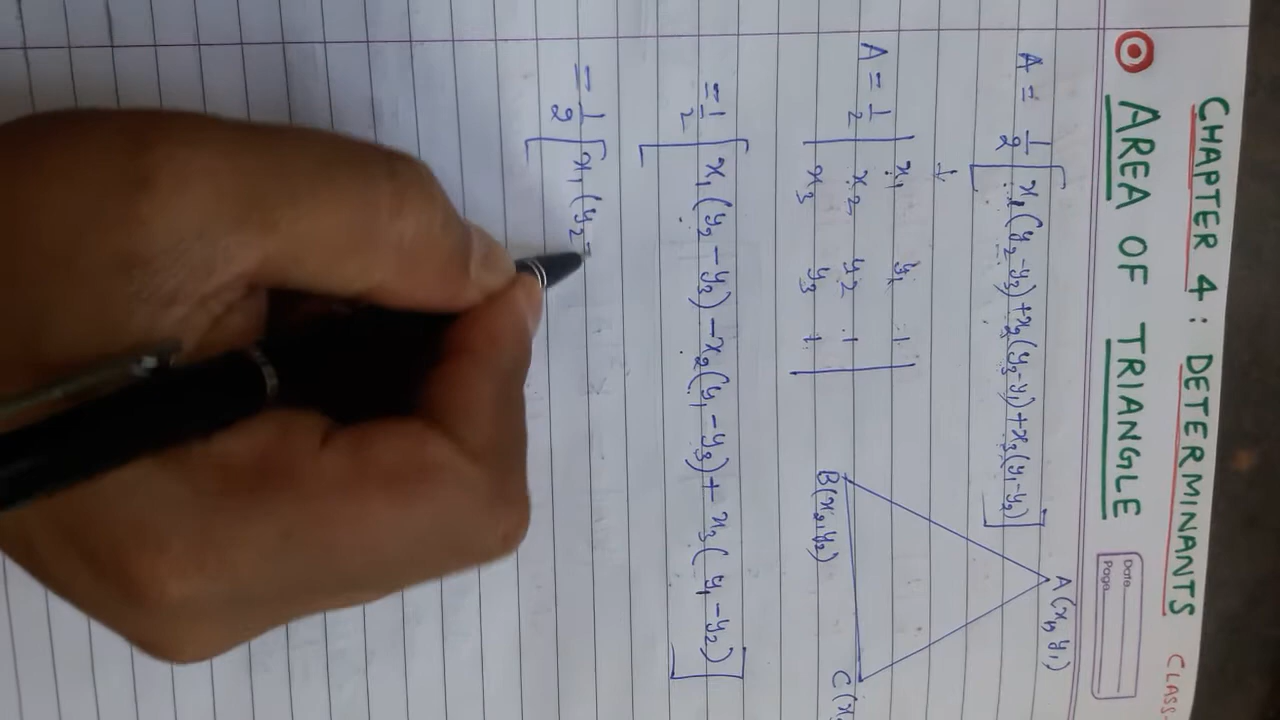 CHAPTER 4 : DETERMINANTS CLASS-
AREA OF TRIANGLE
Date
Page
A = 1/2 [x₁(y₂-y₃)+x₂(y₃-y₁)+x₃(y₁-y₂)]
A(x₁, y₁)
↓
A = 1/2 | x₁ y₁ 1
x₂ y₂ 1
x₃ y₃ 1 |
B(x₂, y₂)
C(x
= 1/2 [x₁(y₂-y₃)-x₂(y₁-y₃)+x₃(y₁-y₂)]
= 1/2 [x₁(y₂-